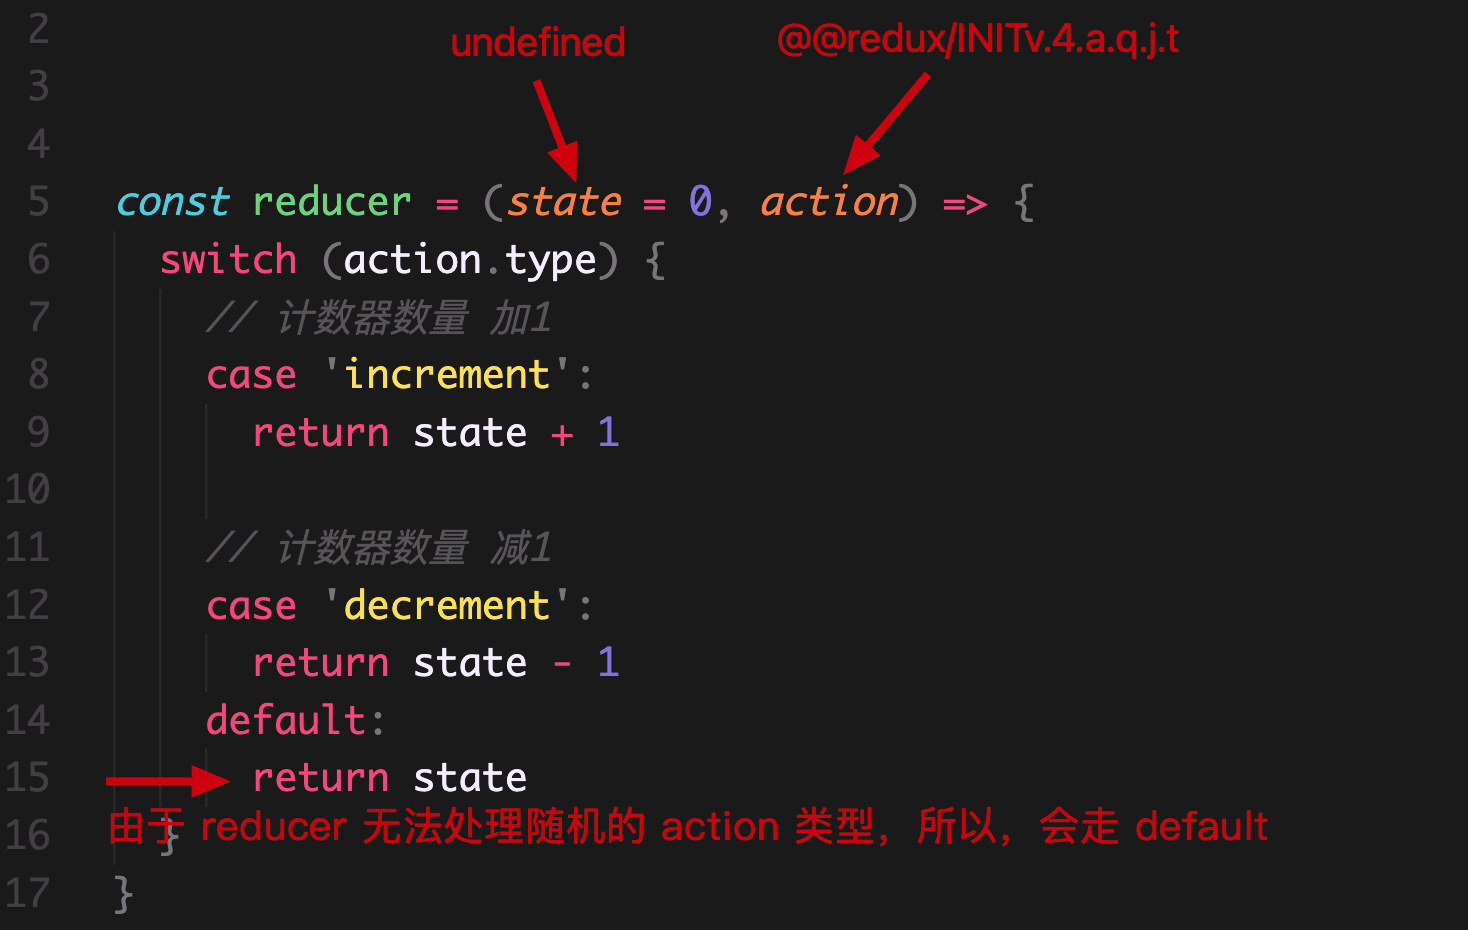 undefined @@redux/INITv.4.a.q.j.t
2
3
4
5 const reducer = (state = 0, action) => {
6 switch (action.type) {
7 // 计数器数量 加1
8 case 'increment':
9 return state + 1
10
11 // 计数器数量 减1
12 case 'decrement':
13 return state - 1
14 default:
15 return state
由于 reducer 无法处理随机的 action 类型，所以，会走 default
16 }
17 }